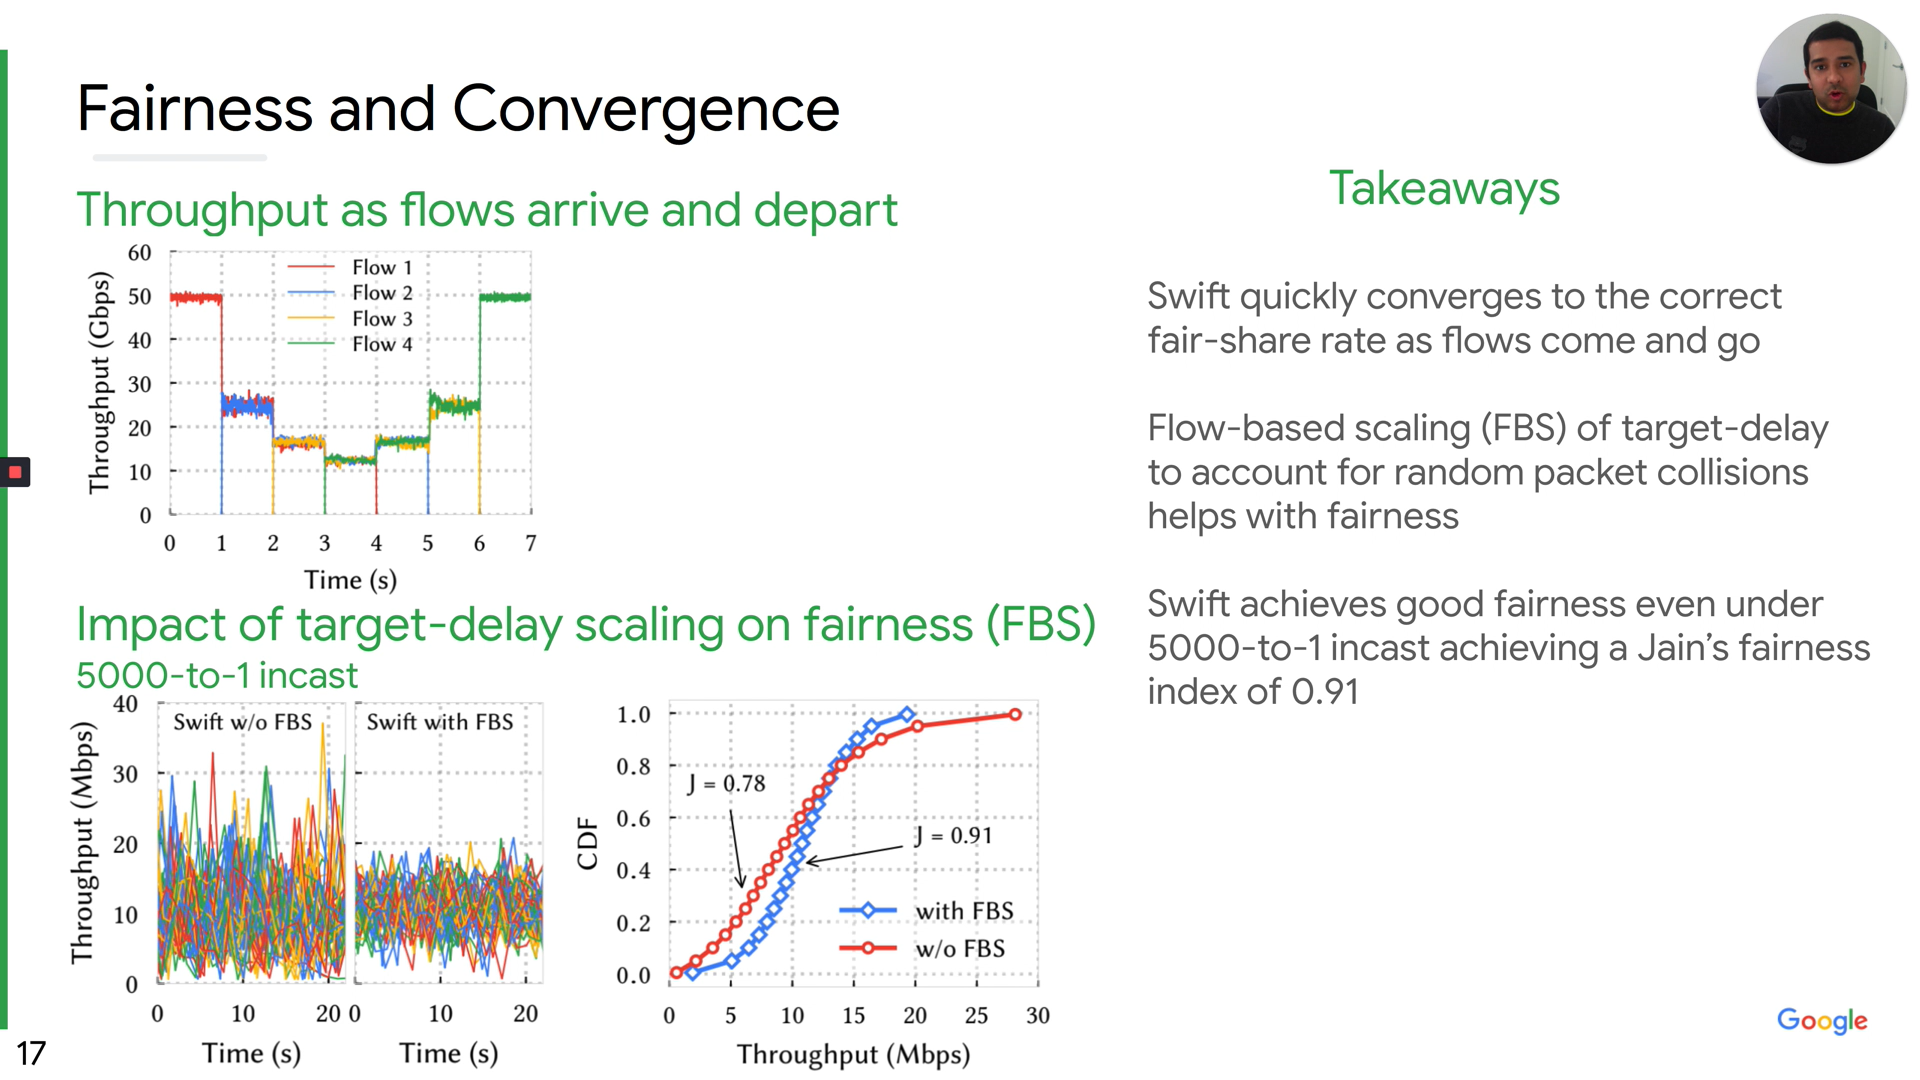 Fairness and Convergence
Throughput as flows arrive and depart
60
50
40
30
20
10
0
Throughput (Gbps)
Flow 1
Flow 2
Flow 3
Flow 4
0 1 2 3 4 5 6 7
Time (s)
Impact of target-delay scaling on fairness (FBS)
5000-to-1 incast
40
30
20
10
0
Throughput (Mbps)
Swift w/o FBS
Swift with FBS
0 10 20 0 10 20
Time (s) Time (s)
1.0
0.8
0.6
0.4
0.2
0.0
CDF
J = 0.78
J = 0.91
with FBS
w/o FBS
0 5 10 15 20 25 30
Throughput (Mbps)
Takeaways
Swift quickly converges to the correct
fair-share rate as flows come and go
Flow-based scaling (FBS) of target-delay
to account for random packet collisions
helps with fairness
Swift achieves good fairness even under
5000-to-1 incast achieving a Jain’s fairness
index of 0.91
Google
17